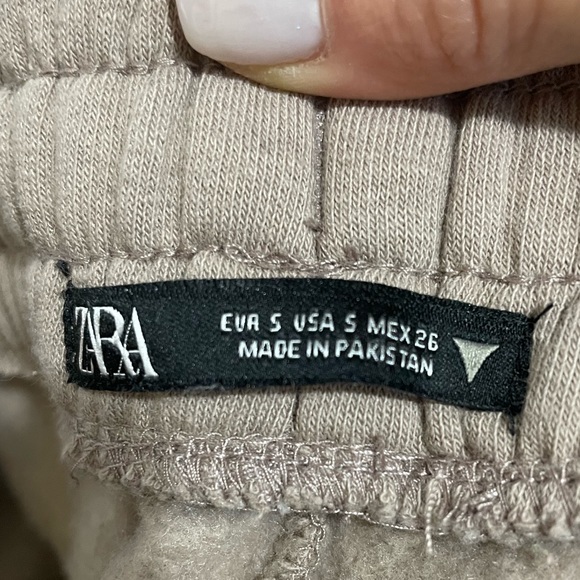 ZARA
EUR S USA S MEX 26
MADE IN PAKISTAN